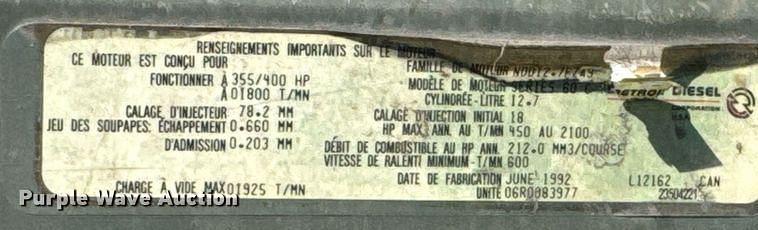 RENSEIGNEMENTS IMPORTANTS SUR LE MOTEUR
CE MOTEUR EST CONÇU POUR
FONCTIONNER À 355/400 HP
À 01800 T/MN
CALAGE D'INJECTEUR 78.2 MM
JEU DES SOUPAPES: ÉCHAPPEMENT 0.660 MM
D'ADMISSION 0.203 MM
CHARGE À VIDE MAX 01925 T/MN
FAMILLE DE MOTEUR
MODÈLE DE MOTEUR SERIES 60
CYLINDRÉE-LITRE 12.7
CALAGE D'INJECTION INITIAL 18
HP MAX. ANN. AU T/MN 450 AU 2100
DÉBIT DE COMBUSTIBLE AU HP ANN. 212.0 MM3/COURSE
VITESSE DE RALENTI MINIMUM-T/MN 600
DATE DE FABRICATION JUNE 1992
UNITÉ 06R0083977
DIESEL
CORPORATION
U.S.A.
L12162 CAN
23504221
Purple Wave Auction